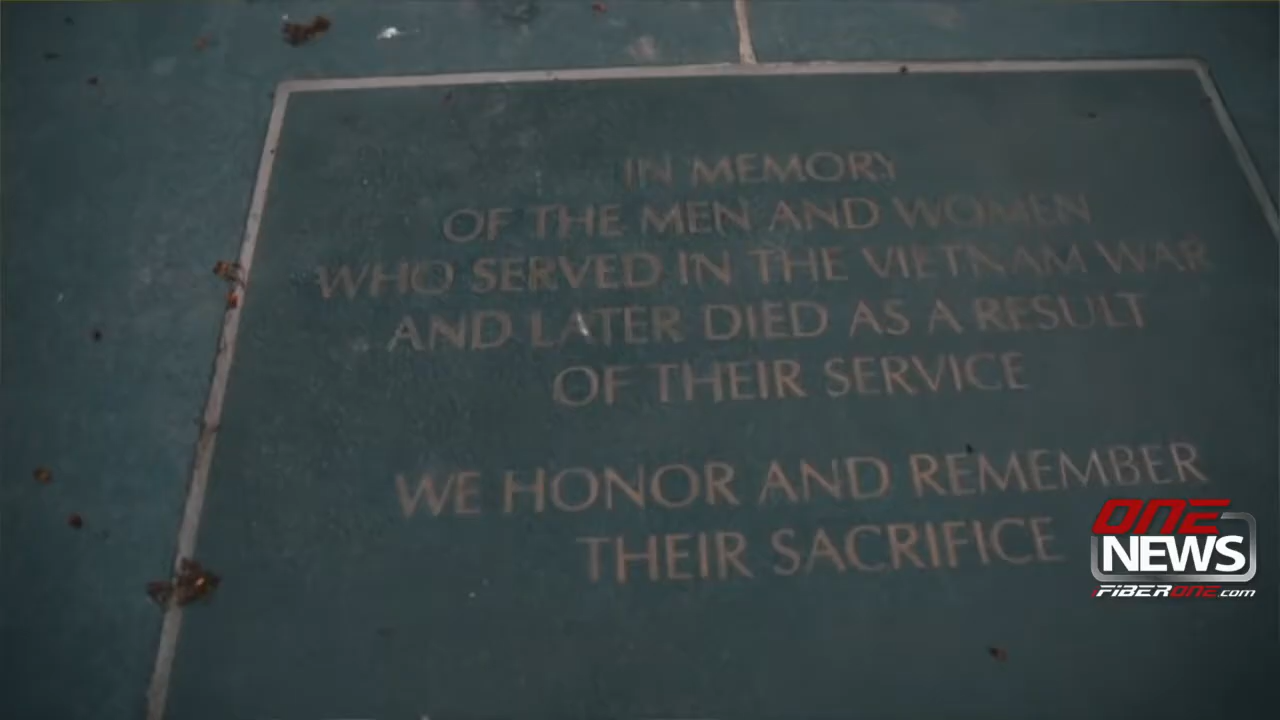 IN MEMORY
OF THE MEN AND WOMEN
WHO SERVED IN THE VIETNAM WAR
AND LATER DIED AS A RESULT
OF THEIR SERVICE
WE HONOR AND REMEMBER
THEIR SACRIFICE
ONE
NEWS
iFIBERONE.com